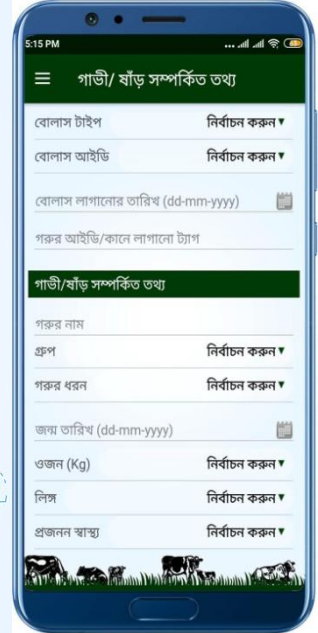 5:15 PM
গাভী/ ষাঁড় সম্পর্কিত তথ্য
বোলাস টাইপ নির্বাচন করুন
বোলাস আইডি নির্বাচন করুন
বোলাস লাগানোর তারিখ (dd-mm-yyyy)
গরুর আইডি/কানে লাগানো ট্যাগ
গাভী/ষাঁড় সম্পর্কিত তথ্য
গরুর নাম
গ্রুপ নির্বাচন করুন
গরুর ধরন নির্বাচন করুন
জন্ম তারিখ (dd-mm-yyyy)
ওজন (Kg) নির্বাচন করুন
লিঙ্গ নির্বাচন করুন
প্রজনন স্বাস্থ্য নির্বাচন করুন